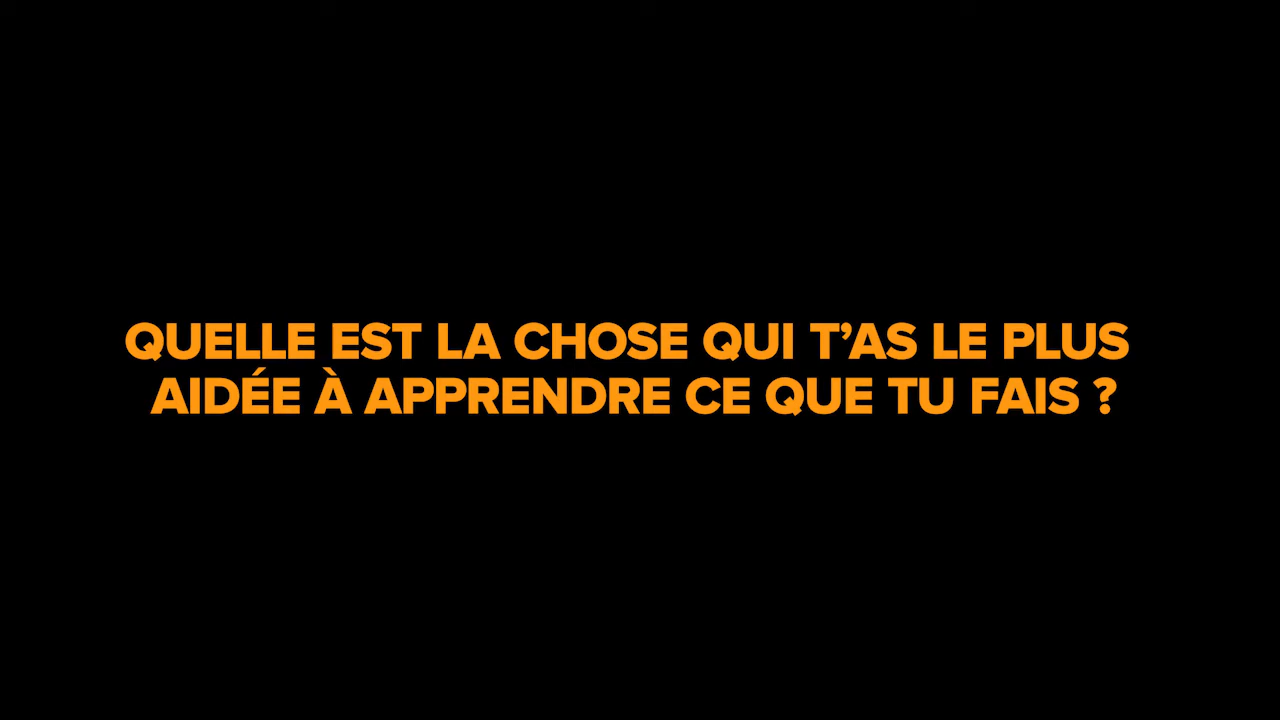 QUELLE EST LA CHOSE QUI T’AS LE PLUS
AIDÉE À APPRENDRE CE QUE TU FAIS ?